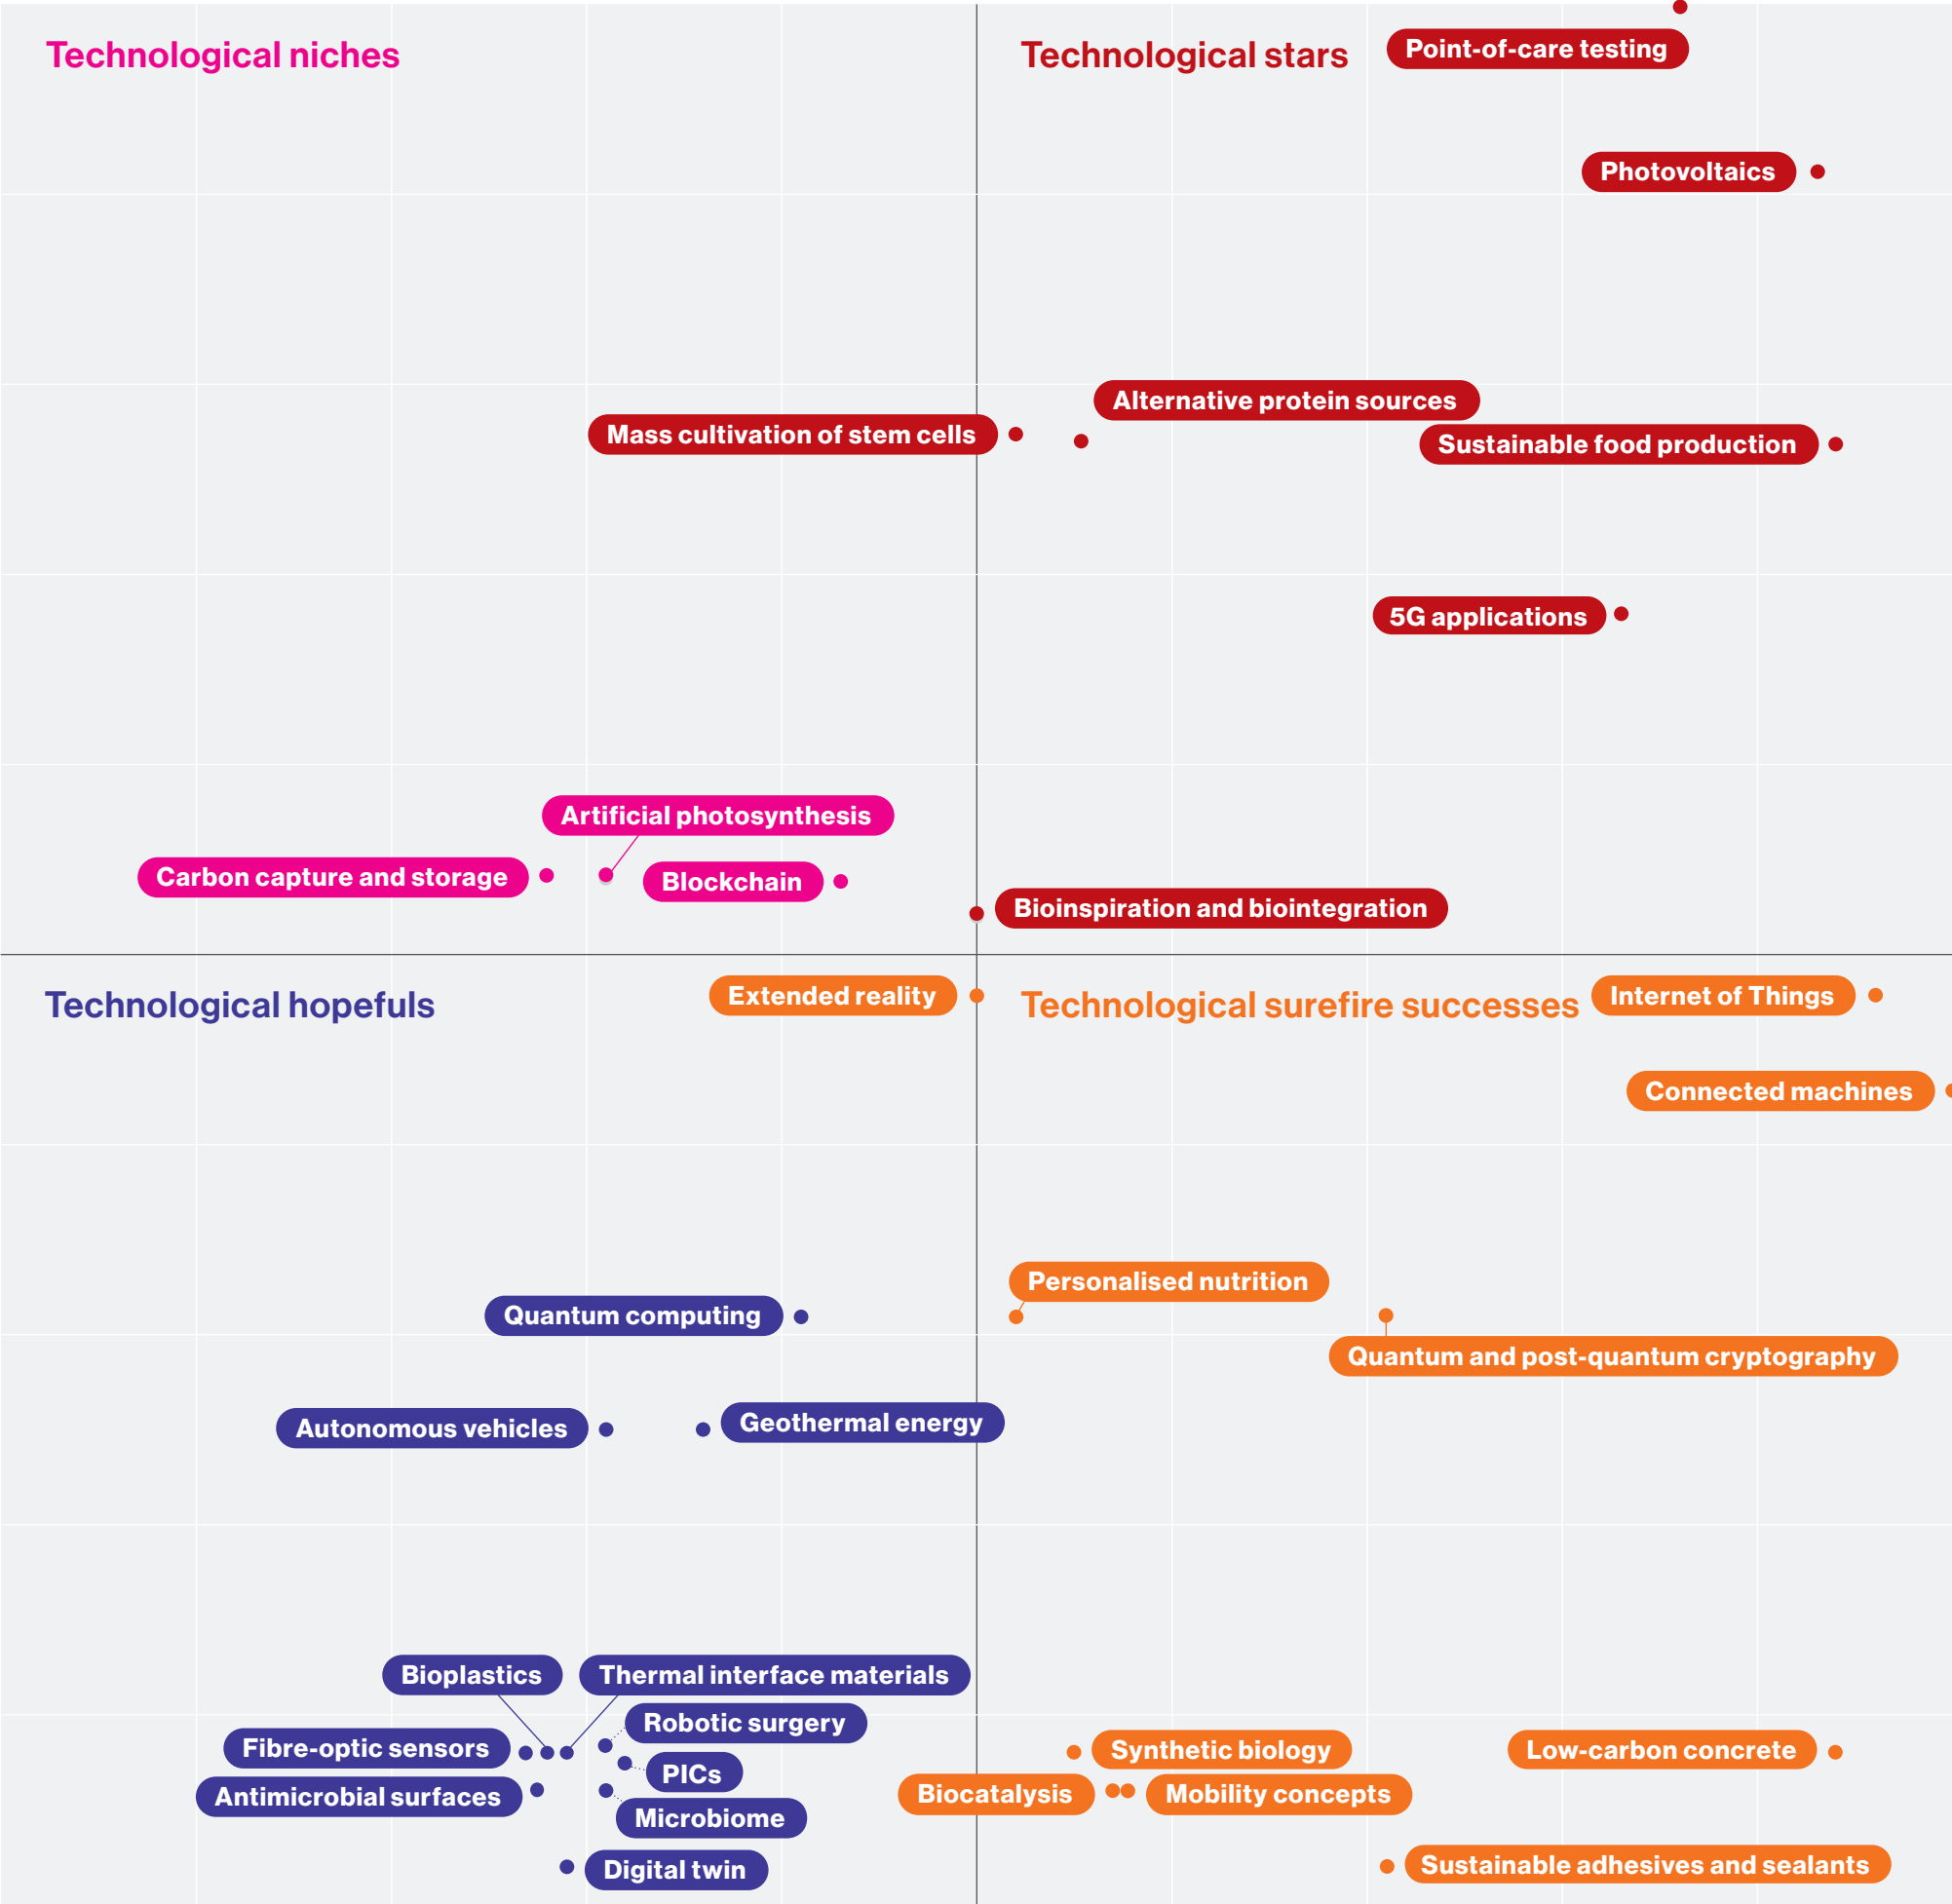 Technological niches
Technological stars
Point-of-care testing
Photovoltaics
Alternative protein sources
Mass cultivation of stem cells
Sustainable food production
5G applications
Artificial photosynthesis
Carbon capture and storage
Blockchain
Bioinspiration and biointegration
Technological hopefuls
Extended reality
Technological surefire successes
Internet of Things
Connected machines
Personalised nutrition
Quantum computing
Quantum and post-quantum cryptography
Autonomous vehicles
Geothermal energy
Bioplastics
Thermal interface materials
Robotic surgery
Fibre-optic sensors
PICs
Antimicrobial surfaces
Microbiome
Digital twin
Synthetic biology
Low-carbon concrete
Biocatalysis
Mobility concepts
Sustainable adhesives and sealants